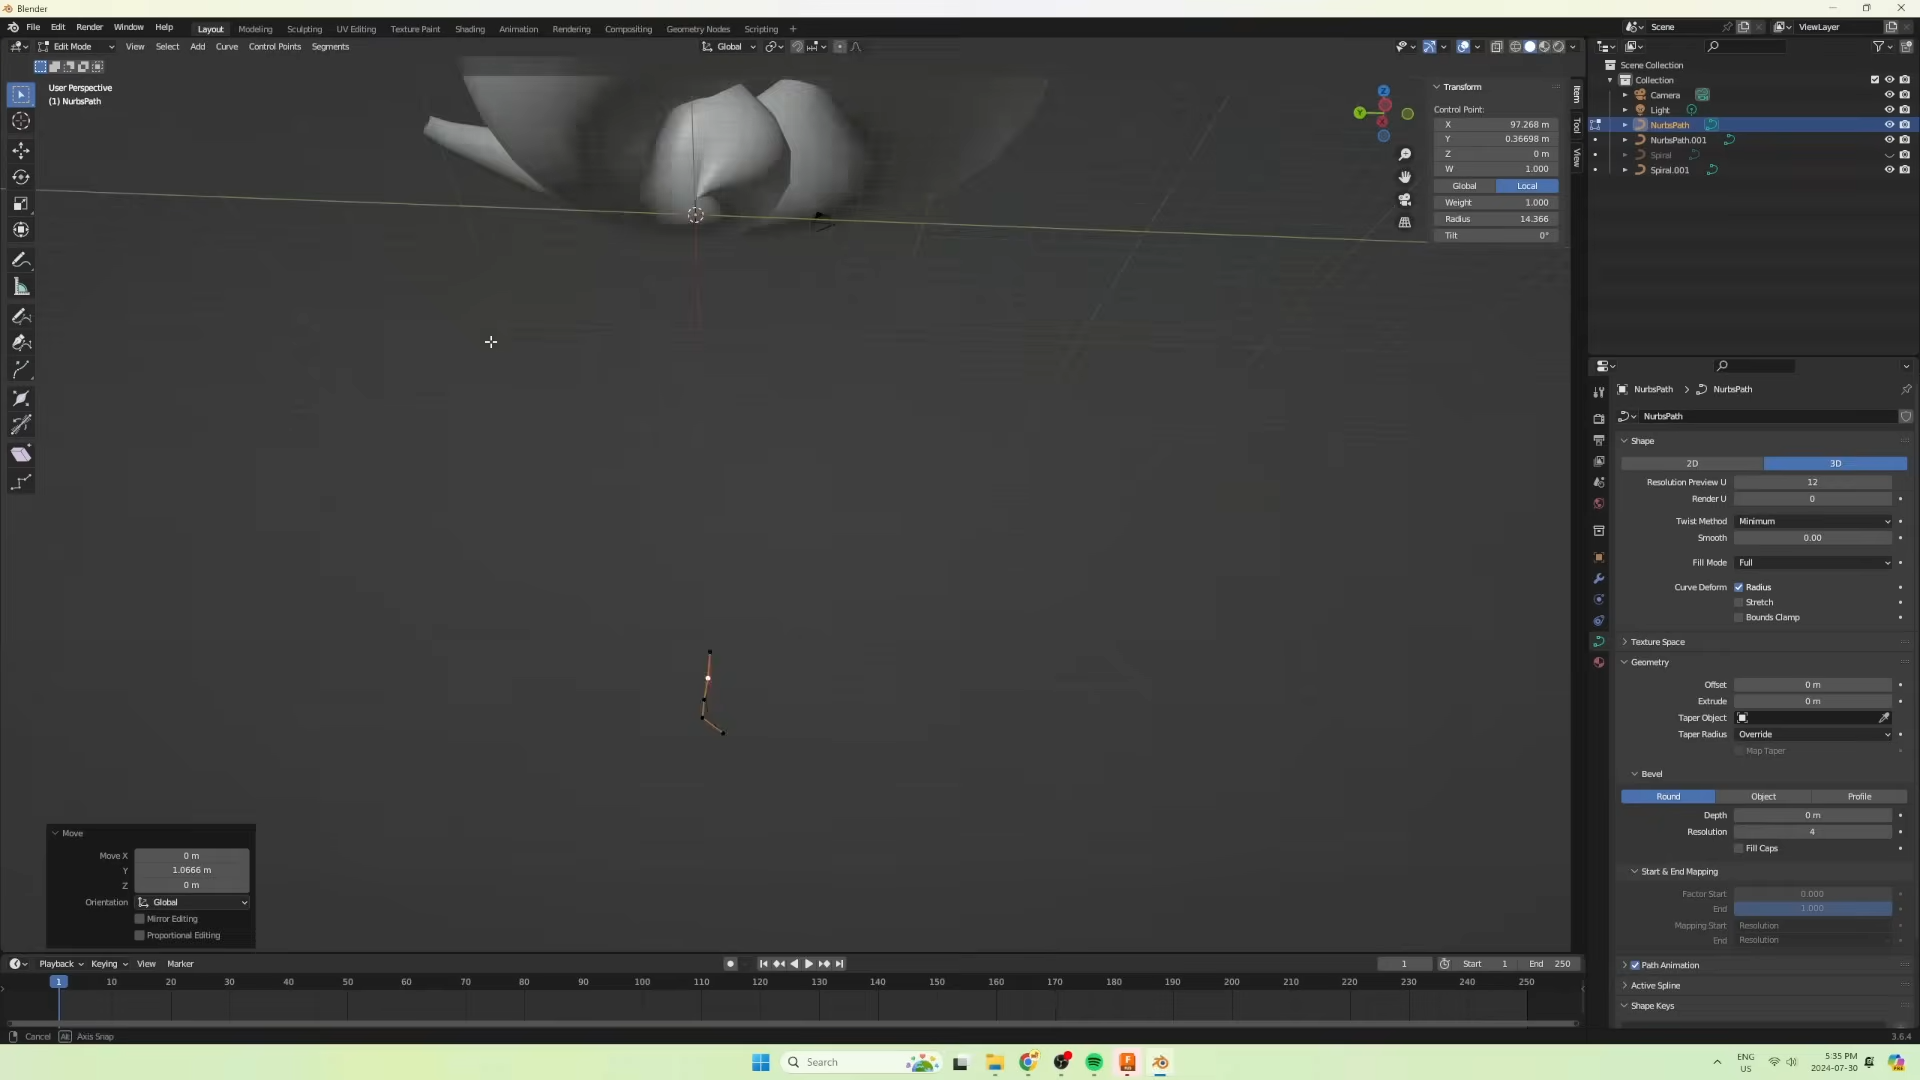 Blender
File Edit Render Window Help
Layout Modeling Sculpting UV Editing Texture Paint Shading Animation Rendering Compositing Geometry Nodes Scripting +
Scene
ViewLayer
Edit Mode View Select Add Curve Control Points Segments
Global
User Perspective
(1) NurbsPath
Z
Y
X
Transform
Control Point:
X 97.268 m
Y 0.36698 m
Z 0 m
W 1.000
Global Local
Weight 1.000
Radius 14.366
Tilt 0°
Item
Tool
View
Scene Collection
Collection
Camera
Light
NurbsPath
NurbsPath.001
Spiral
Spiral.001
NurbsPath > NurbsPath
NurbsPath
Shape
2D 3D
Resolution Preview U 12
Render U 0
Twist Method Minimum
Smooth 0.00
Fill Mode Full
Curve Deform Radius
Stretch
Bounds Clamp
Texture Space
Geometry
Offset 0 m
Extrude 0 m
Taper Object
Taper Radius Override
Map Taper
Bevel
Round Object Profile
Depth 0 m
Resolution 4
Fill Caps
Start & End Mapping
Factor Start 0.000
End 1.000
Mapping Start Resolution
End Resolution
Path Animation
Active Spline
Shape Keys
Move
Move X 0 m
Y 1.0666 m
Z 0 m
Orientation Global
Mirror Editing
Proportional Editing
Playback Keying View Marker
1 Start 1 End 250
1 10 20 30 40 50 60 70 80 90 100 110 120 130 140 150 160 170 180 190 200 210 220 230 240 250
Cancel Alt Axis Snap
3.6.4
Search
ENG
US
5:35 PM
2024-07-30